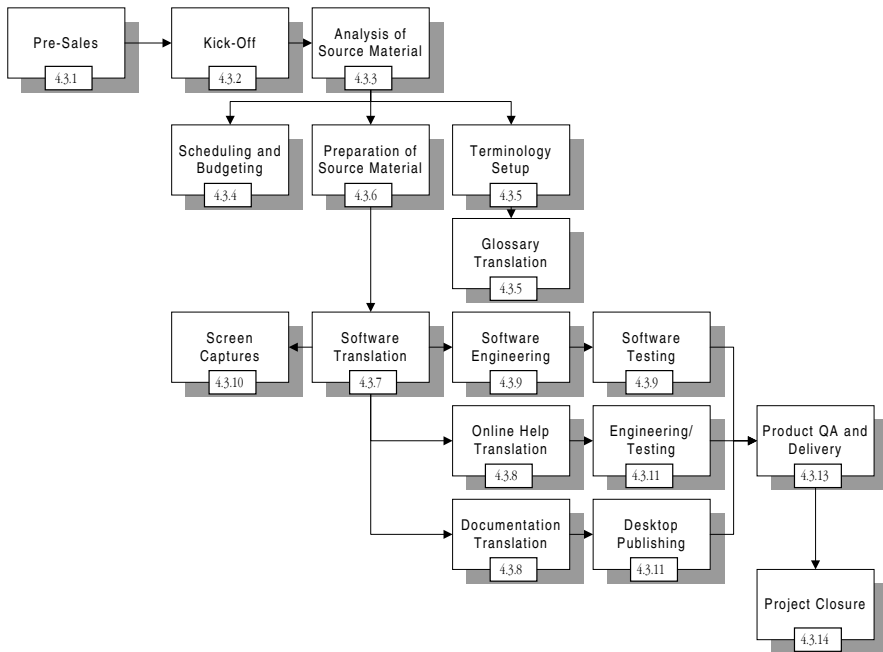 Pre-Sales
4.3.1
Kick-Off
4.3.2
Analysis of
Source Material
4.3.3
Scheduling and
Budgeting
4.3.4
Preparation of
Source Material
4.3.6
Terminology
Setup
4.3.5
Glossary
Translation
4.3.5
Screen
Captures
4.3.10
Software
Translation
4.3.7
Software
Engineering
4.3.9
Software
Testing
4.3.9
Online Help
Translation
4.3.8
Engineering/
Testing
4.3.11
Product QA and
Delivery
4.3.13
Documentation
Translation
4.3.8
Desktop
Publishing
4.3.11
Project Closure
4.3.14